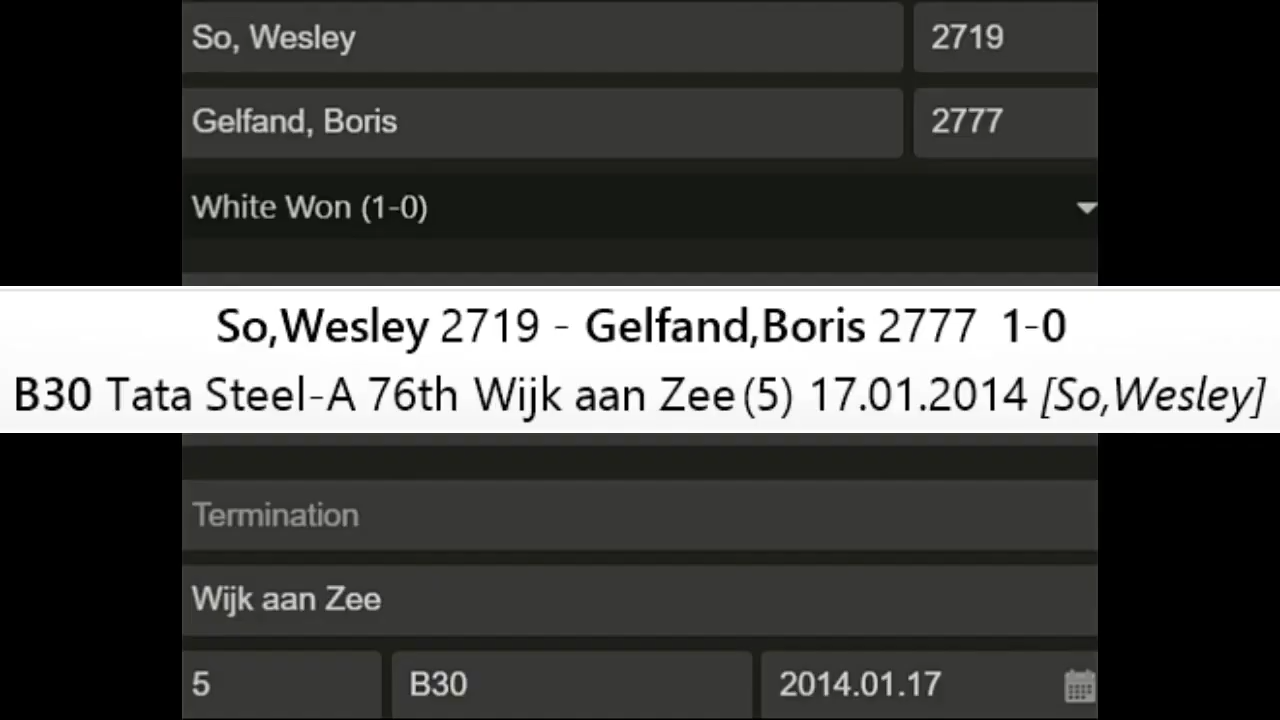 So, Wesley 2719
Gelfand, Boris 2777
White Won (1-0)
So,Wesley 2719 - Gelfand,Boris 2777 1-0
B30 Tata Steel-A 76th Wijk aan Zee (5) 17.01.2014 [So,Wesley]
Termination
Wijk aan Zee
5 B30 2014.01.17